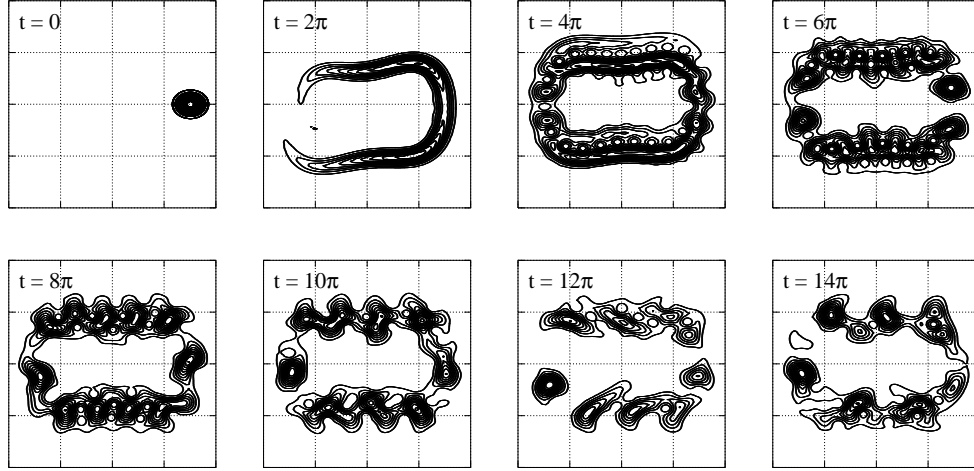 t = 0
t = 2π
t = 4π
t = 6π
t = 8π
t = 10π
t = 12π
t = 14π